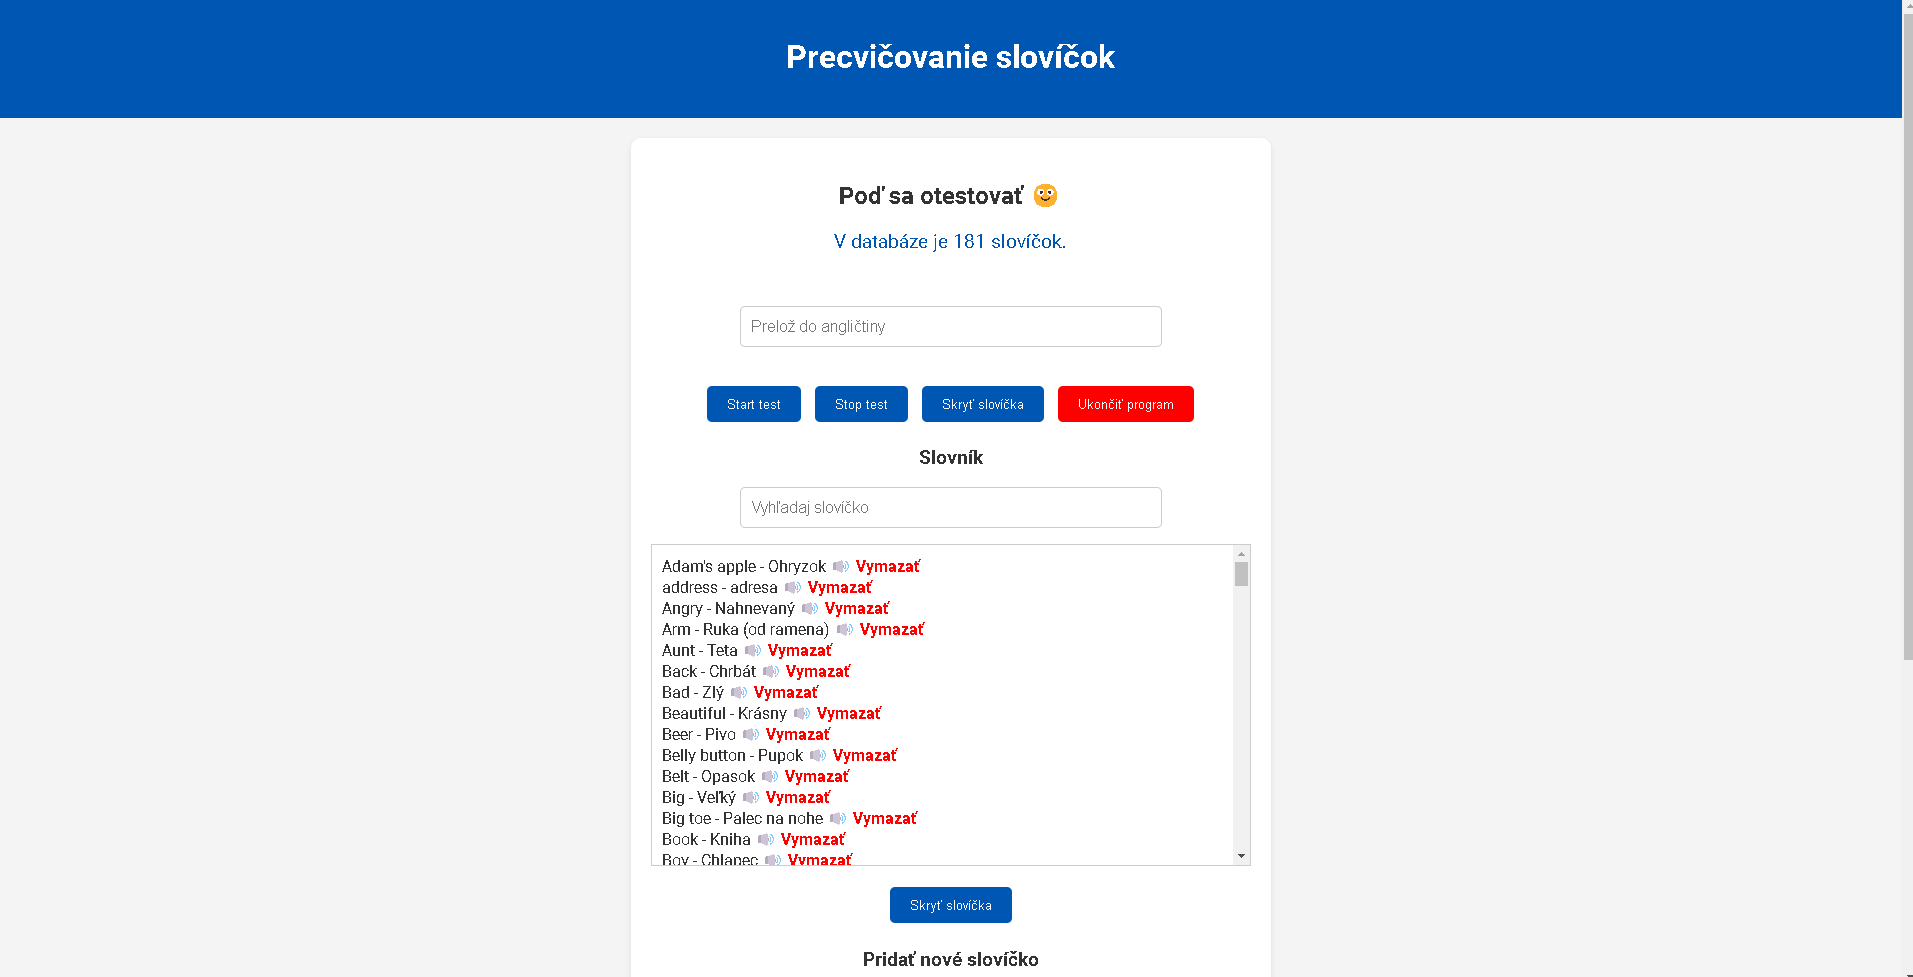 Precvičovanie slovíčok
Poď sa otestovať
V databáze je 181 slovíčok.
Prelož do angličtiny
Start test Stop test Skryť slovíčka Ukončiť program
Slovník
Vyhľadaj slovíčko
Adam's apple - Ohryzok Vymazať
address - adresa Vymazať
Angry - Nahnevaný Vymazať
Arm - Ruka (od ramena) Vymazať
Aunt - Teta Vymazať
Back - Chrbát Vymazať
Bad - Zlý Vymazať
Beautiful - Krásny Vymazať
Beer - Pivo Vymazať
Belly button - Pupok Vymazať
Belt - Opasok Vymazať
Big - Veľký Vymazať
Big toe - Palec na nohe Vymazať
Book - Kniha Vymazať
Boy - Chlapec Vymazať
Skryť slovíčka
Pridať nové slovíčko